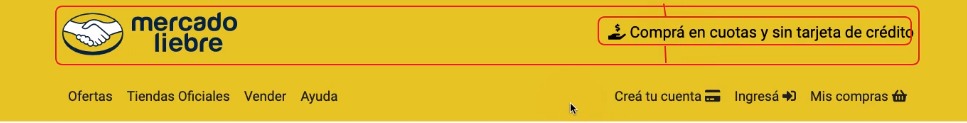 mercado
liebre
Comprá en cuotas y sin tarjeta de crédito
Ofertas Tiendas Oficiales Vender Ayuda Creá tu cuenta Ingresá Mis compras